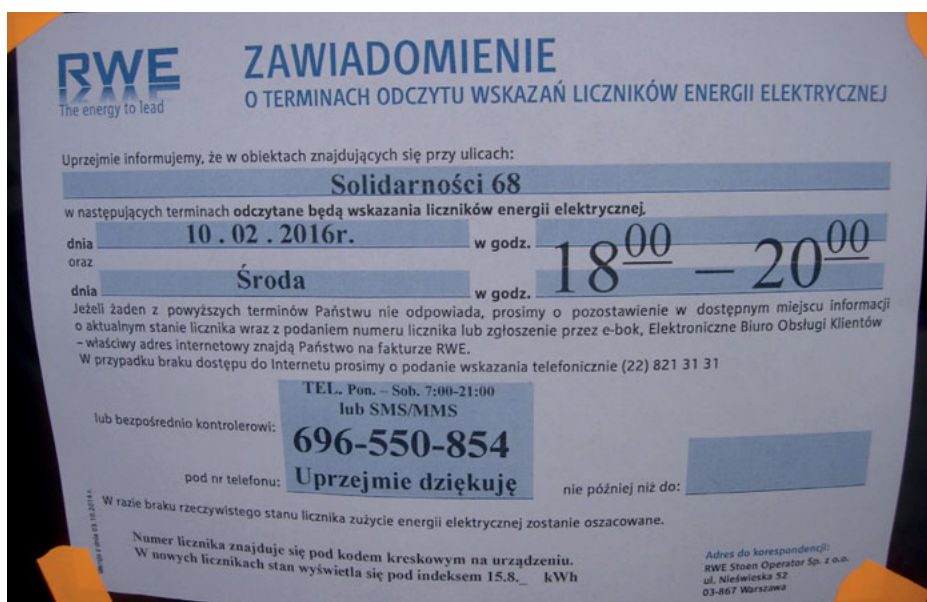 RWE
The energy to lead
ZAWIADOMIENIE
O TERMINACH ODCZYTU WSKAZAŃ LICZNIKÓW ENERGII ELEKTRYCZNEJ
Uprzejmie informujemy, że w obiektach znajdujących się przy ulicach:
Solidarności 68
w następujących terminach odczytane będą wskazania liczników energii elektrycznej.
dnia 10 . 02 . 2016r. w godz. 18 00 – 20 00
oraz
dnia Środa w godz.
Jeżeli żaden z powyższych terminów Państwu nie odpowiada, prosimy o pozostawienie w dostępnym miejscu informacji
o aktualnym stanie licznika wraz z podaniem numeru licznika lub zgłoszenie przez e-bok, Elektroniczne Biuro Obsługi Klientów
– właściwy adres internetowy znajdą Państwo na fakturze RWE.
W przypadku braku dostępu do Internetu prosimy o podanie wskazania telefonicznie (22) 821 31 31
TEL. Pon. – Sob. 7:00-21:00
lub SMS/MMS
lub bezpośrednio kontrolerowi:
696-550-854
pod nr telefonu: Uprzejmie dziękuję nie później niż do:
W razie braku rzeczywistego stanu licznika zużycie energii elektrycznej zostanie oszacowane.
Numer licznika znajduje się pod kodem kreskowym na urządzeniu.
W nowych licznikach stan wyświetla się pod indeksem 15.8._ kWh
Adres do korespondencji:
RWE Stoen Operator Sp. z o.o.
ul. Nieświeska 52
03-867 Warszawa